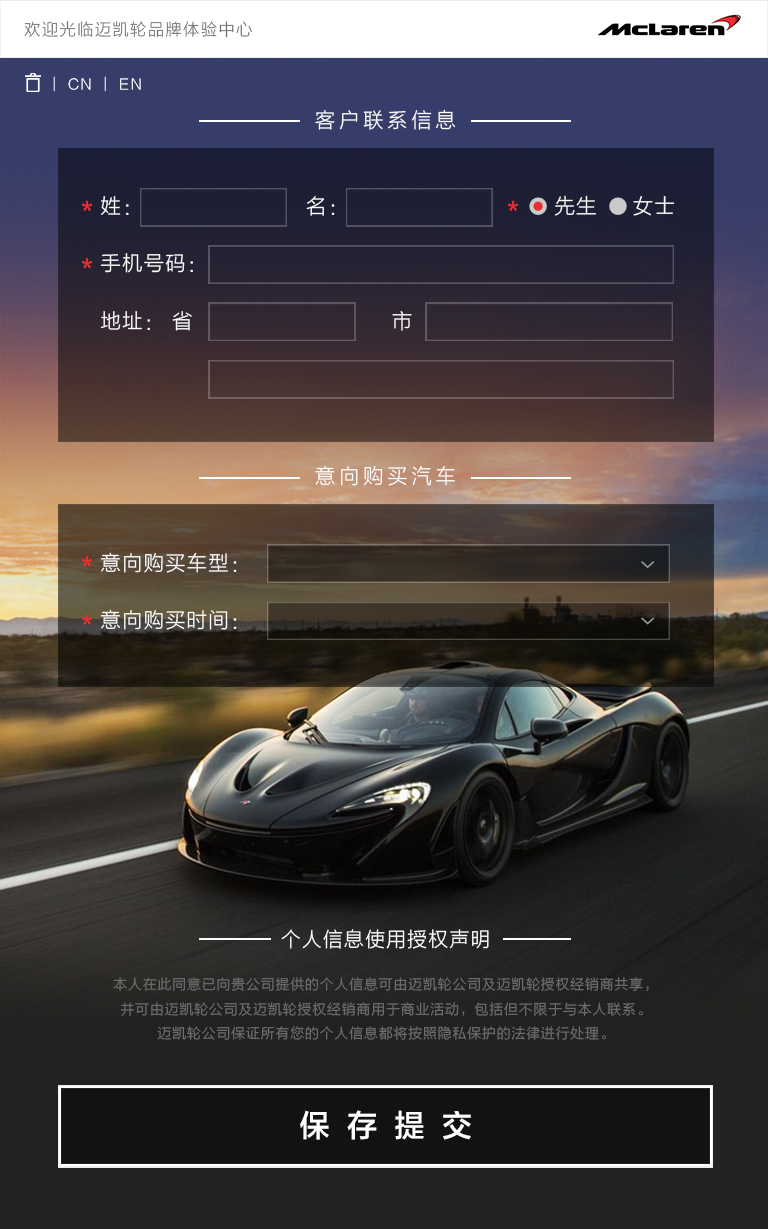 欢迎光临迈凯轮品牌体验中心
McLaren
| CN | EN
客户联系信息
* 姓: 名: * 先生 女士
* 手机号码:
地址: 省 市
意向购买汽车
* 意向购买车型:
* 意向购买时间:
个人信息使用授权声明
本人在此同意已向贵公司提供的个人信息可由迈凯轮公司及迈凯轮授权经销商共享，
并可由迈凯轮公司及迈凯轮授权经销商用于商业活动，包括但不限于与本人联系。
迈凯轮公司保证所有您的个人信息都将按照隐私保护的法律进行处理。
保存提交